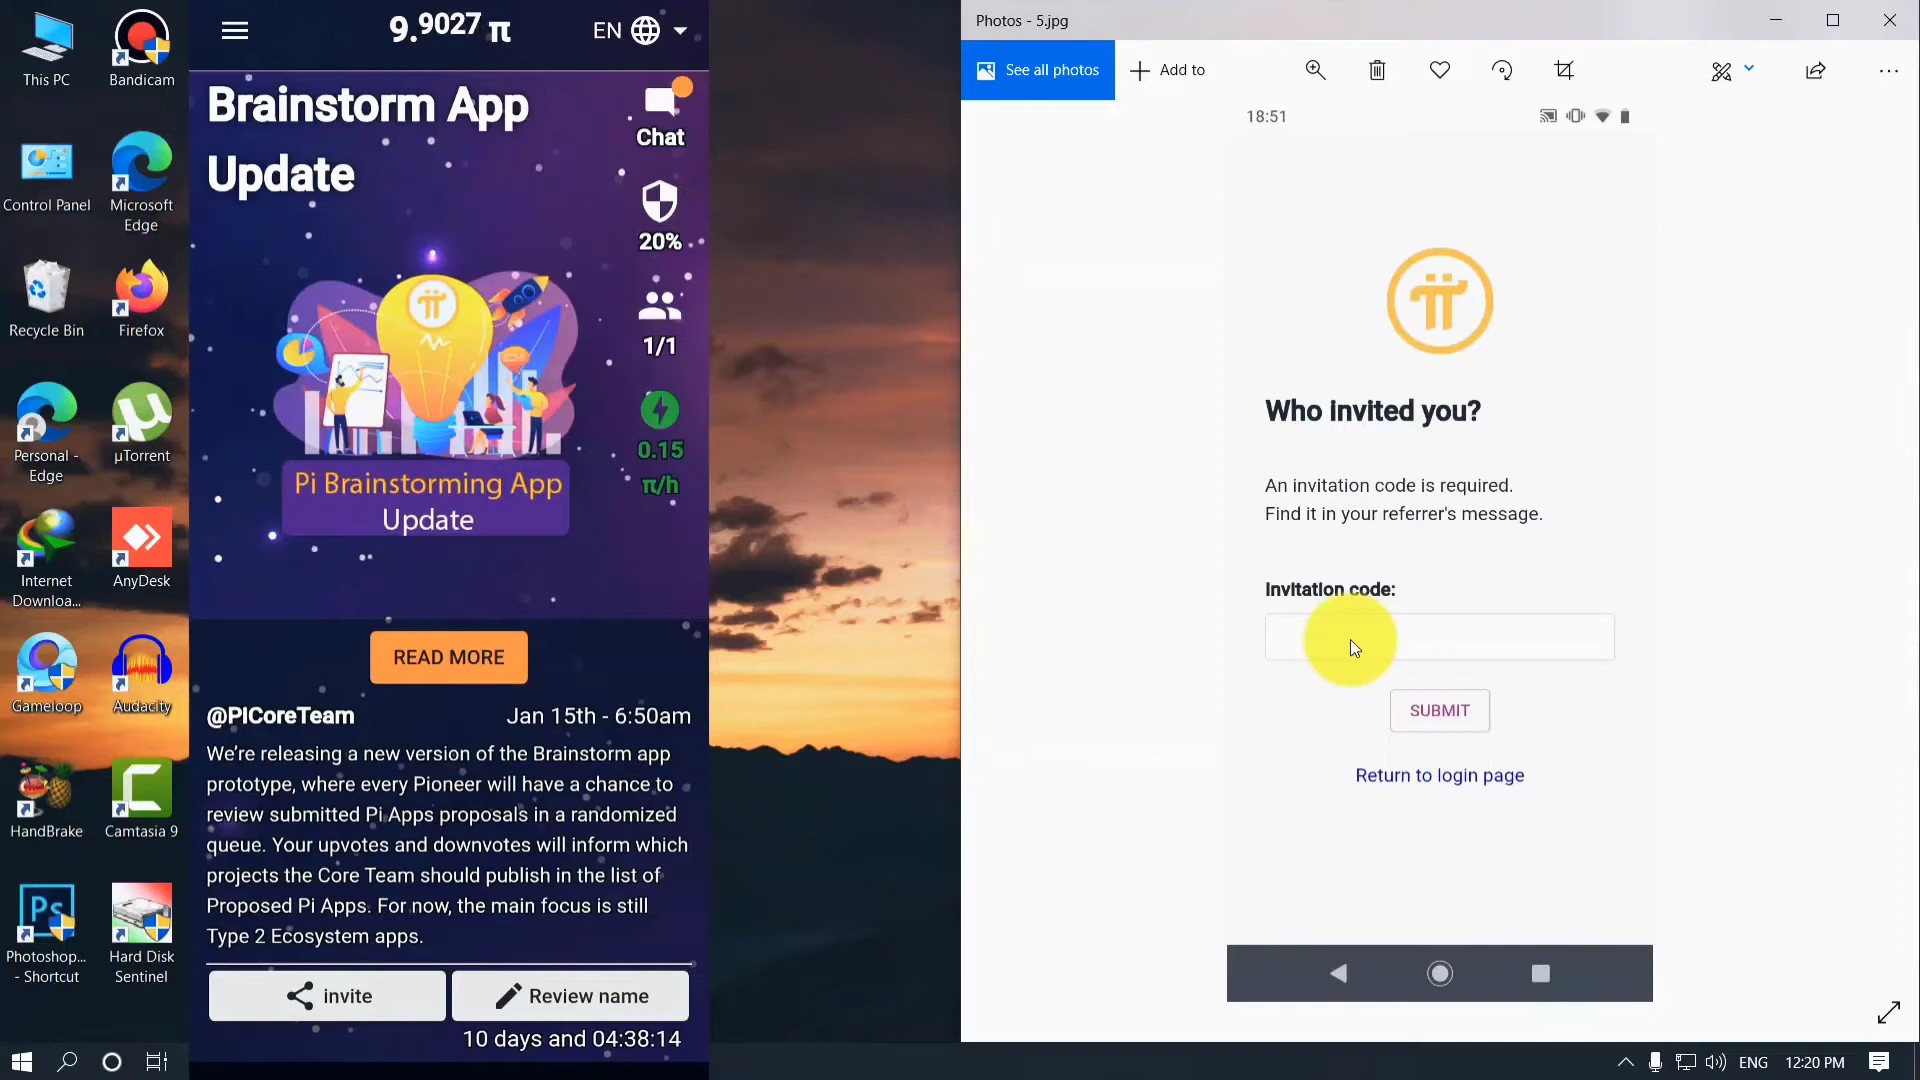 This PC
Bandicam
Control Panel
Microsoft
Edge
Recycle Bin
Firefox
Personal -
Edge
µTorrent
Internet
Downloa...
AnyDesk
Gameloop
Audacity
HandBrake
Camtasia 9
Photoshop...
- Shortcut
Hard Disk
Sentinel
9.9027 π
EN
Brainstorm App
Update
Chat
20%
1/1
0.15
π/h
Pi Brainstorming App
Update
READ MORE
@PiCoreTeam
Jan 15th - 6:50am
We're releasing a new version of the Brainstorm app
prototype, where every Pioneer will have a chance to
review submitted Pi Apps proposals in a randomized
queue. Your upvotes and downvotes will inform which
projects the Core Team should publish in the list of
Proposed Pi Apps. For now, the main focus is still
Type 2 Ecosystem apps.
invite
Review name
10 days and 04:38:14
Photos - 5.jpg
See all photos
Add to
18:51
Who invited you?
An invitation code is required.
Find it in your referrer's message.
Invitation code:
SUBMIT
Return to login page
ENG
12:20 PM